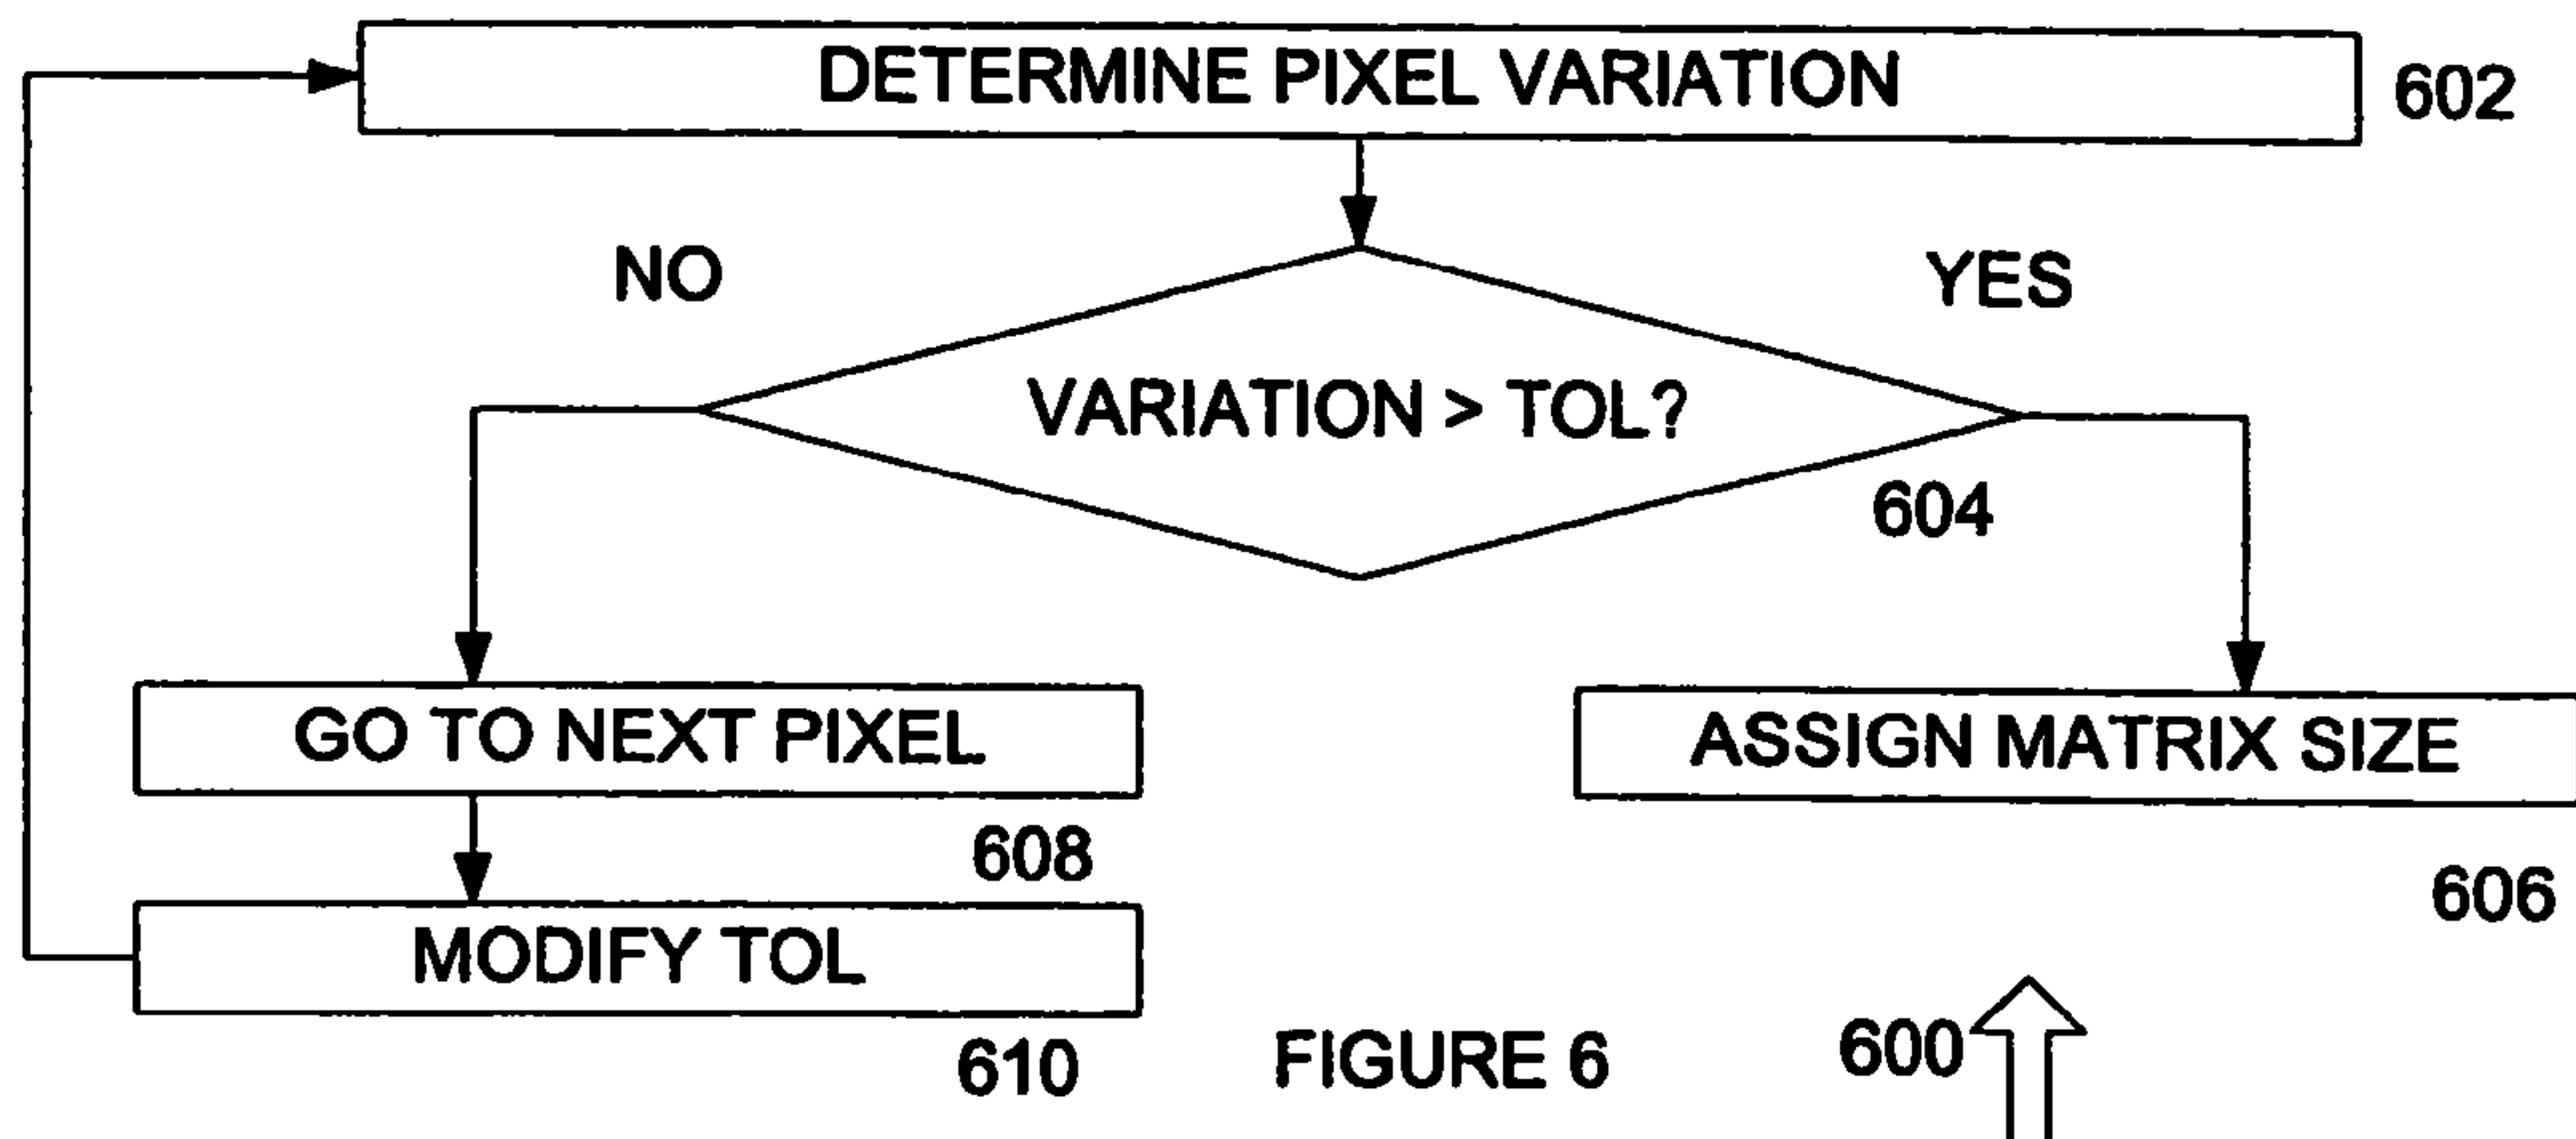 DETERMINE PIXEL VARIATION
602
NO
YES
VARIATION > TOL?
604
GO TO NEXT PIXEL
608
ASSIGN MATRIX SIZE
606
MODIFY TOL
610
FIGURE 6
600